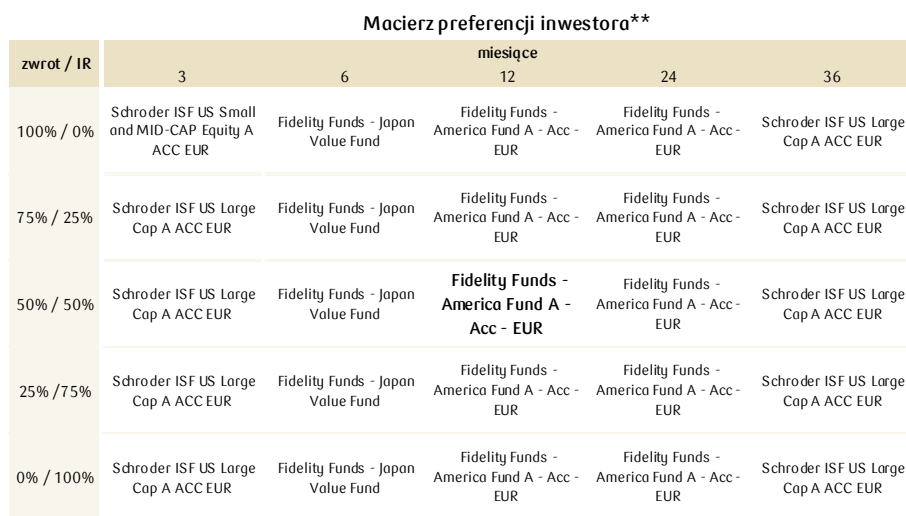 Macierz preferencji inwestora**
zwrot / IR
miesiące
3 6 12 24 36
100% / 0%
Schroder ISF US Small
and MID-CAP Equity A
ACC EUR
Fidelity Funds - Japan
Value Fund
Fidelity Funds -
America Fund A - Acc -
EUR
Fidelity Funds -
America Fund A - Acc -
EUR
Schroder ISF US Large
Cap A ACC EUR
75% / 25%
Schroder ISF US Large
Cap A ACC EUR
Fidelity Funds - Japan
Value Fund
Fidelity Funds -
America Fund A - Acc -
EUR
Fidelity Funds -
America Fund A - Acc -
EUR
Schroder ISF US Large
Cap A ACC EUR
50% / 50%
Schroder ISF US Large
Cap A ACC EUR
Fidelity Funds - Japan
Value Fund
Fidelity Funds -
America Fund A -
Acc - EUR
Fidelity Funds -
America Fund A - Acc -
EUR
Schroder ISF US Large
Cap A ACC EUR
25% /75%
Schroder ISF US Large
Cap A ACC EUR
Fidelity Funds - Japan
Value Fund
Fidelity Funds -
America Fund A - Acc -
EUR
Fidelity Funds -
America Fund A - Acc -
EUR
Schroder ISF US Large
Cap A ACC EUR
0% / 100%
Schroder ISF US Large
Cap A ACC EUR
Fidelity Funds - Japan
Value Fund
Fidelity Funds -
America Fund A - Acc -
EUR
Fidelity Funds -
America Fund A - Acc -
EUR
Schroder ISF US Large
Cap A ACC EUR